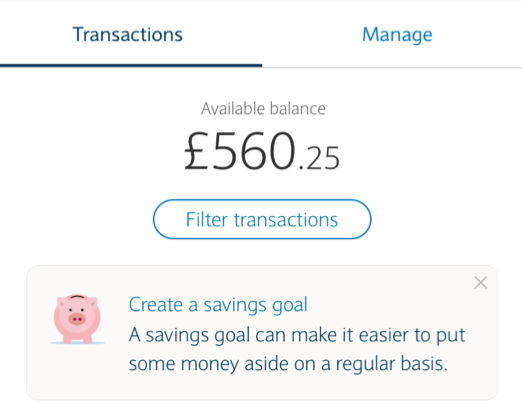 Transactions
Manage
Available balance
£560.25
Filter transactions
Create a savings goal
A savings goal can make it easier to put
some money aside on a regular basis.